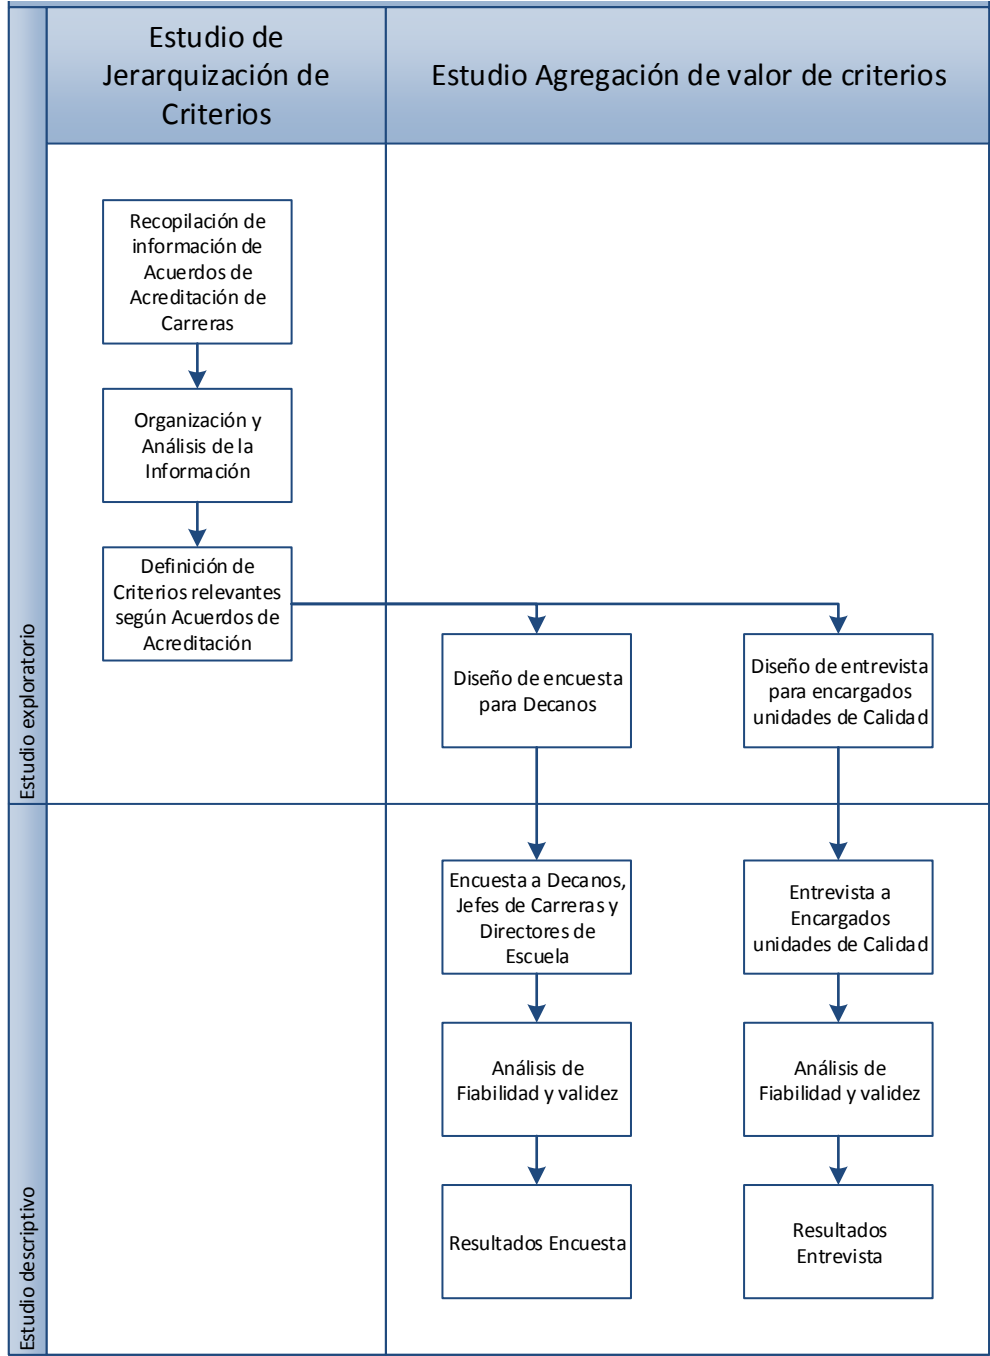 Estudio de
Jerarquización de
Criterios
Estudio Agregación de valor de criterios
Estudio exploratorio
Recopilación de
información de
Acuerdos de
Acreditación de
Carreras
Organización y
Análisis de la
Información
Definición de
Criterios relevantes
según Acuerdos de
Acreditación
Diseño de encuesta
para Decanos
Diseño de entrevista
para encargados
unidades de Calidad
Estudio descriptivo
Encuesta a Decanos,
Jefes de Carreras y
Directores de
Escuela
Entrevista a
Encargados
unidades de Calidad
Análisis de
Fiabilidad y validez
Análisis de
Fiabilidad y validez
Resultados Encuesta
Resultados
Entrevista